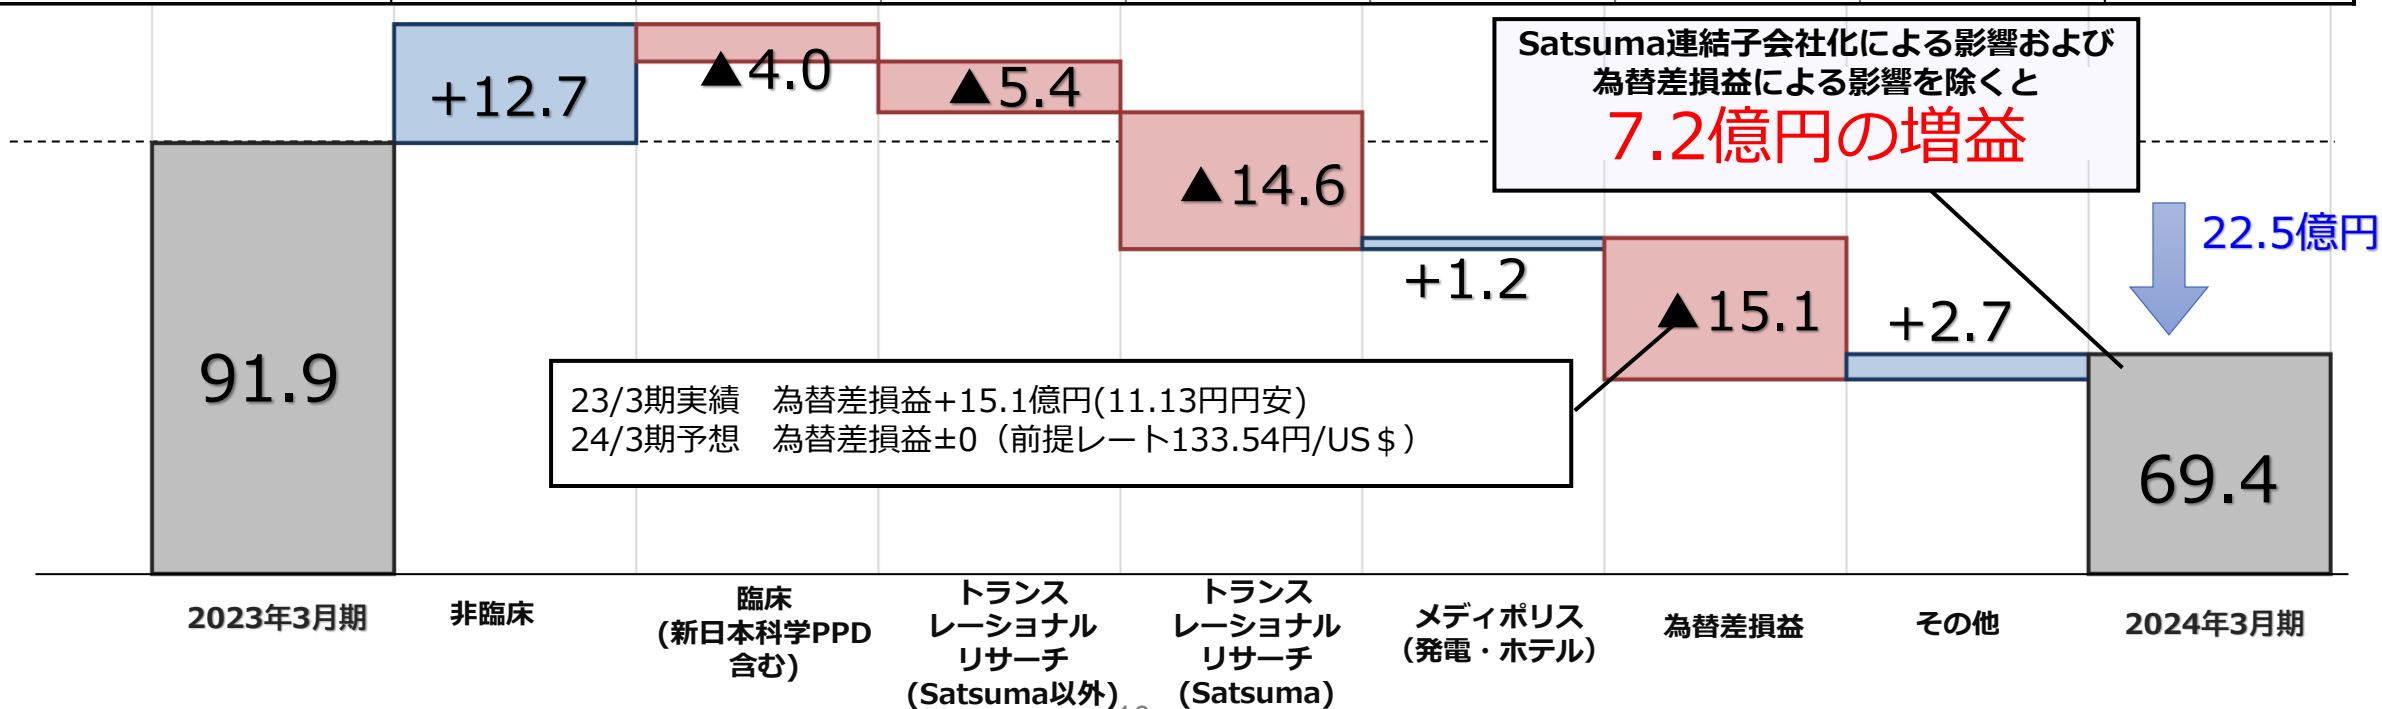 Satsuma連結子会社化による影響および
為替差損益による影響を除くと
7.2億円の増益
+12.7
▲4.0
▲5.4
▲14.6
+1.2
▲15.1
+2.7
22.5億円
91.9
69.4
23/3期実績　為替差損益+15.1億円(11.13円円安)
24/3期予想　為替差損益±0（前提レート133.54円/US＄）
2023年3月期
非臨床
臨床
(新日本科学PPD
含む)
トランス
レーショナル
リサーチ
(Satsuma以外)
トランス
レーショナル
リサーチ
(Satsuma)
メディポリス
（発電・ホテル）
為替差損益
その他
2024年3月期